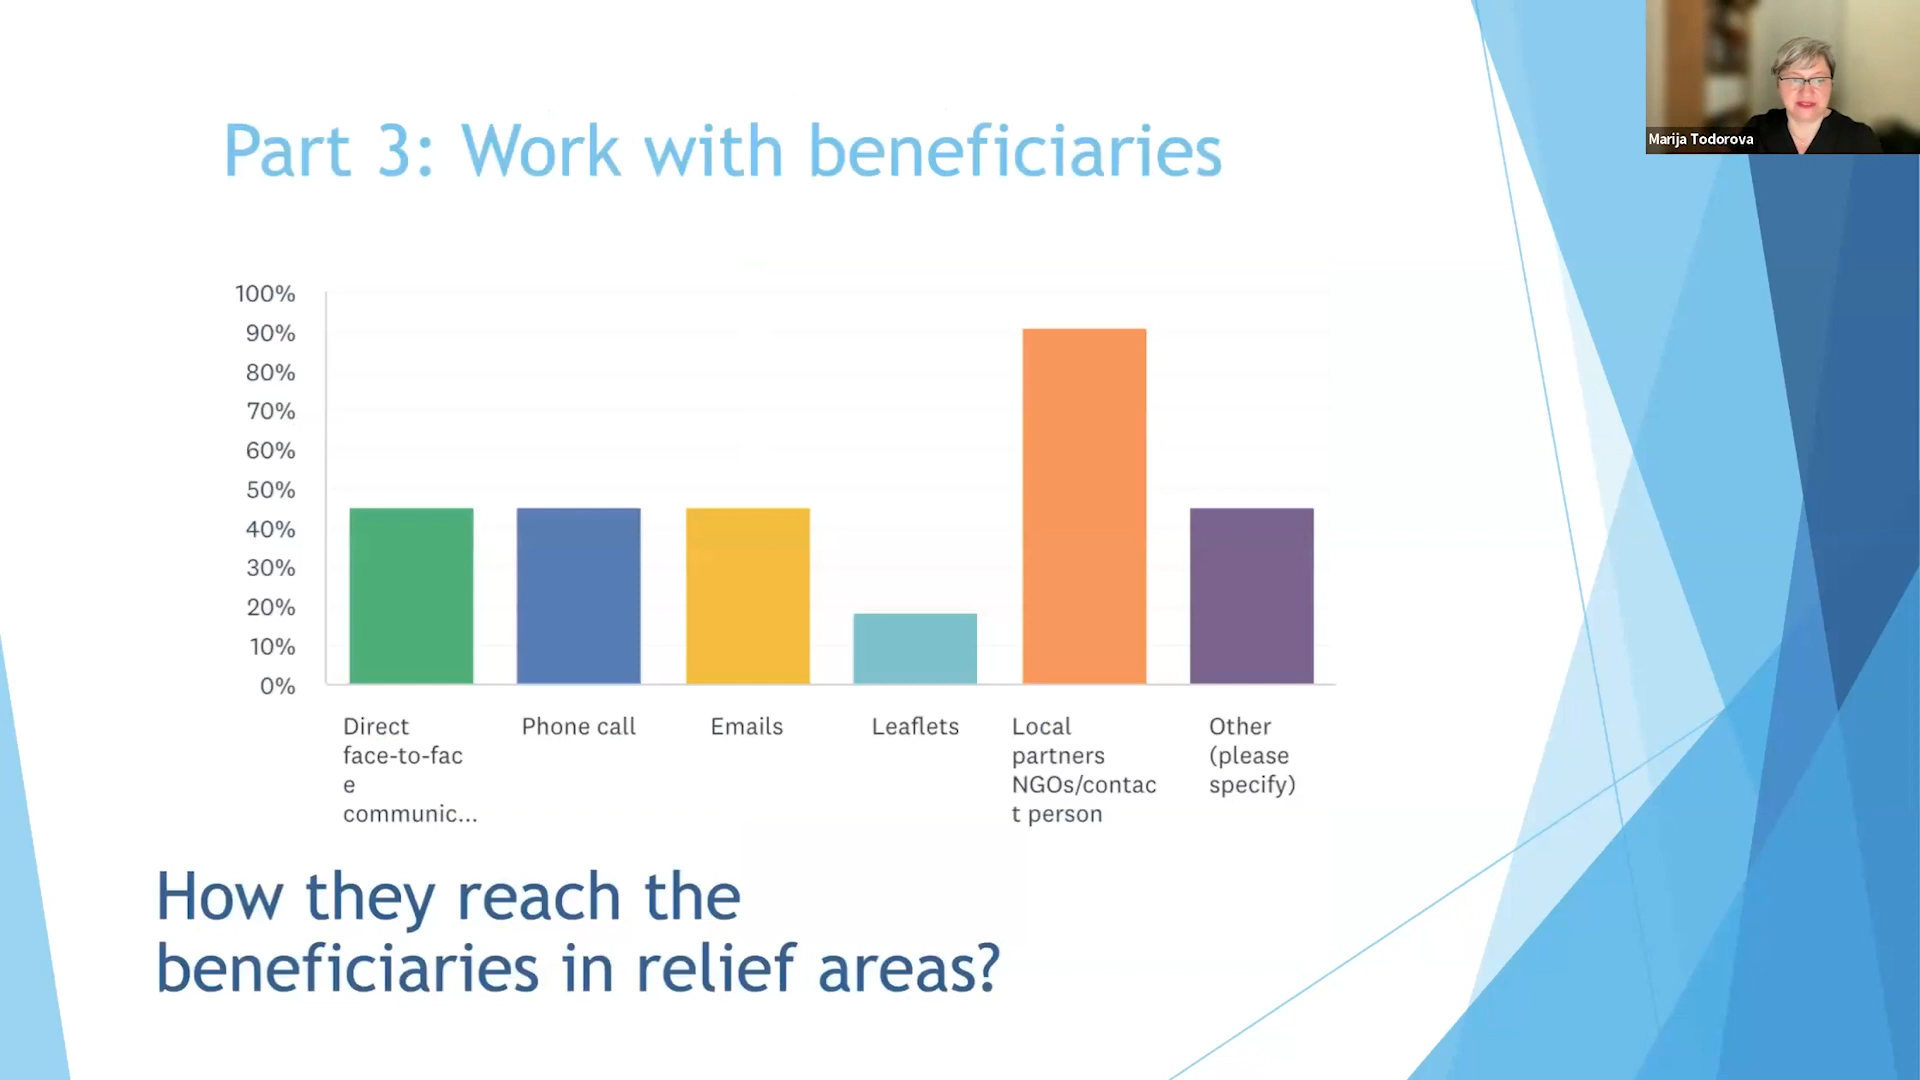 Marija Todorova
Part 3: Work with beneficiaries
100%
90%
80%
70%
60%
50%
40%
30%
20%
10%
0%
Direct
face-to-fac
e
communic...
Phone call
Emails
Leaflets
Local
partners
NGOs/contac
t person
Other
(please
specify)
How they reach the
beneficiaries in relief areas?